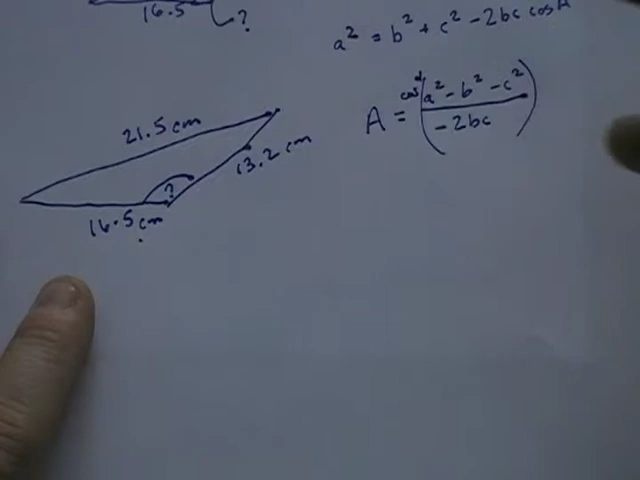 16.5
?
a² = b² + c² - 2bc cos A
21.5 cm
13.2 cm
?
16.5 cm
A = cos⁻¹ (a² - b² - c² / -2bc)